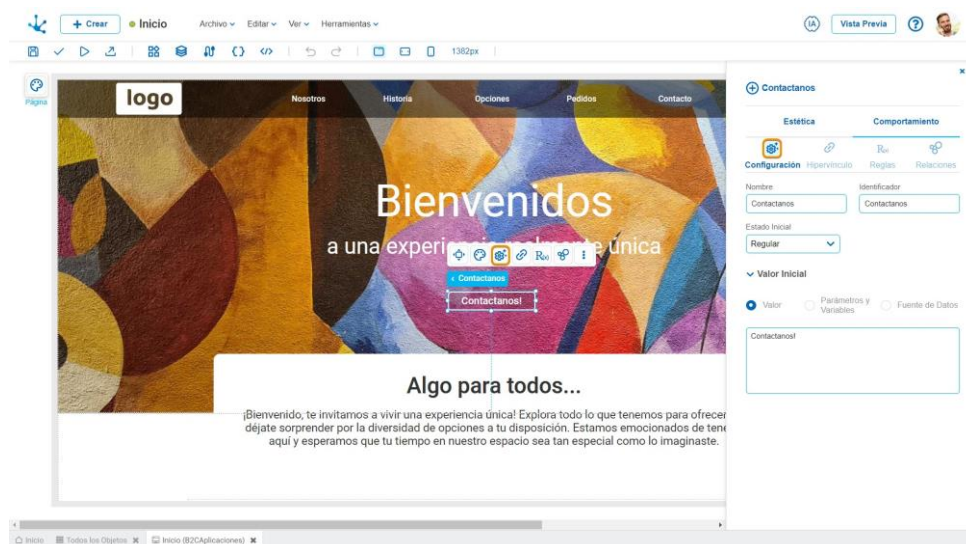 + Crear
Inicio
Archivo
Editar
Ver
Herramientas
(IA)
Vista Previa
?
1382px
Página
logo
Nosotros
Historia
Opciones
Pedidos
Contacto
Bienvenidos
a una experiencia realmente única
Contactanos
Contactanos!
Algo para todos...
¡Bienvenido, te invitamos a vivir una experiencia única! Explora todo lo que tenemos para ofrecer
déjate sorprender por la diversidad de opciones a tu disposición. Estamos emocionados de tene
aquí y esperamos que tu tiempo en nuestro espacio sea tan especial como lo imaginaste.
Contactanos
Estética
Comportamiento
Configuración
Hipervínculo
Reglas
Relaciones
Nombre
Identificador
Contactanos
Contactanos
Estado Inicial
Regular
Valor Inicial
Valor
Parámetros y
Variables
Fuente de Datos
Contactanos!
Inicio
Todos los Objetos
Inicio (B2CAplicaciones)